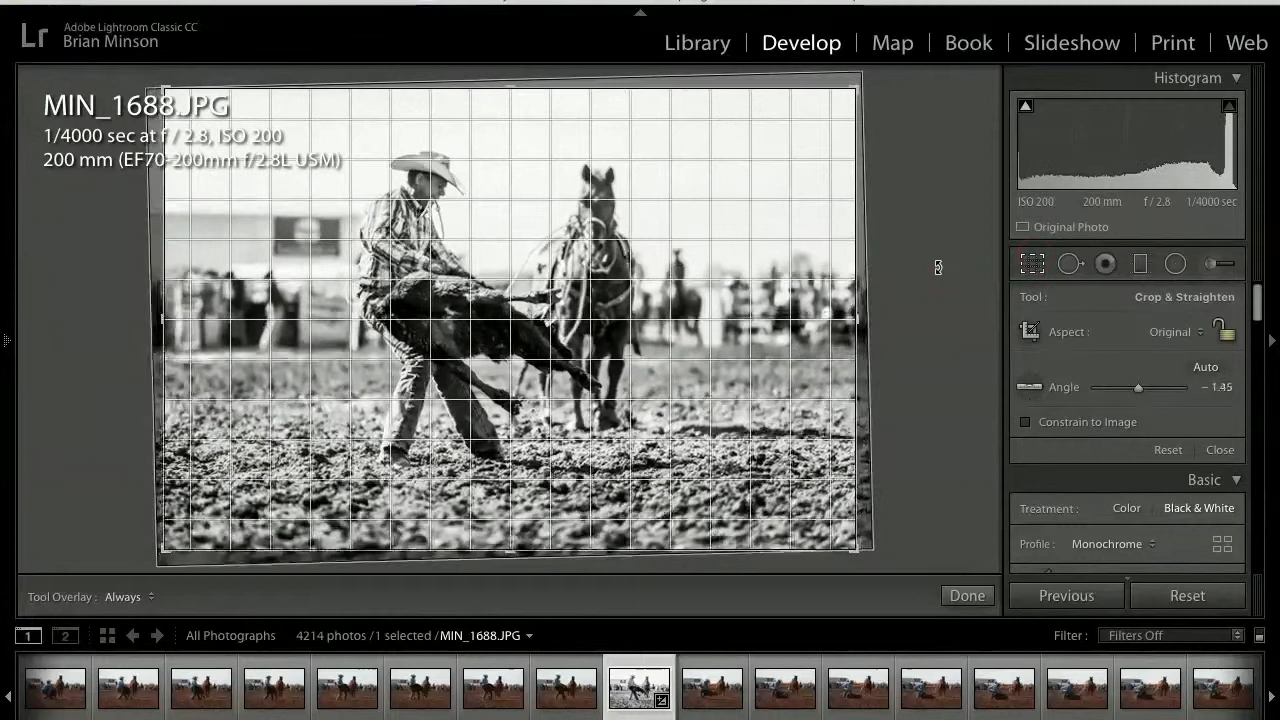 Adobe Lightroom Classic CC
Brian Minson
Library | Develop | Map | Book | Slideshow | Print | Web
MIN_1688.JPG
1/4000 sec at f / 2.8, ISO 200
200 mm (EF70-200mm f/2.8L USM)
Histogram
ISO 200 200 mm f / 2.8 1/4000 sec
Original Photo
Tool : Crop & Straighten
Aspect : Original
Auto
Angle − 1.45
Constrain to Image
Reset Close
Basic
Treatment : Color Black & White
Profile : Monochrome
Previous Reset
Tool Overlay : Always Done
1 2 All Photographs 4214 photos / 1 selected / MIN_1688.JPG Filter : Filters Off